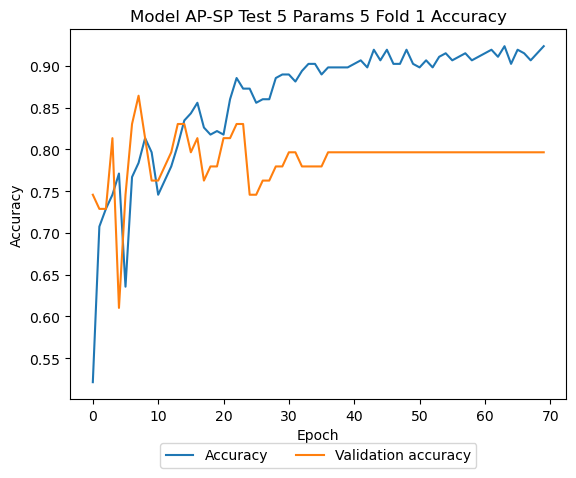 Model AP-SP Test 5 Params 5 Fold 1 Accuracy
Accuracy
0.90
0.85
0.80
0.75
0.70
0.65
0.60
0.55
0 10 20 30 40 50 60 70
Epoch
Accuracy Validation accuracy